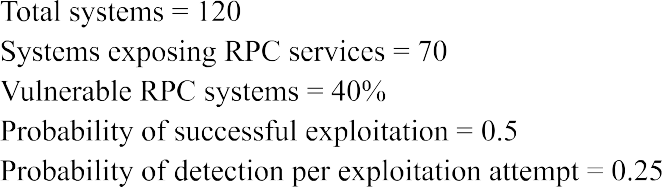 Total systems = 120
Systems exposing RPC services = 70
Vulnerable RPC systems = 40%
Probability of successful exploitation = 0.5
Probability of detection per exploitation attempt = 0.25